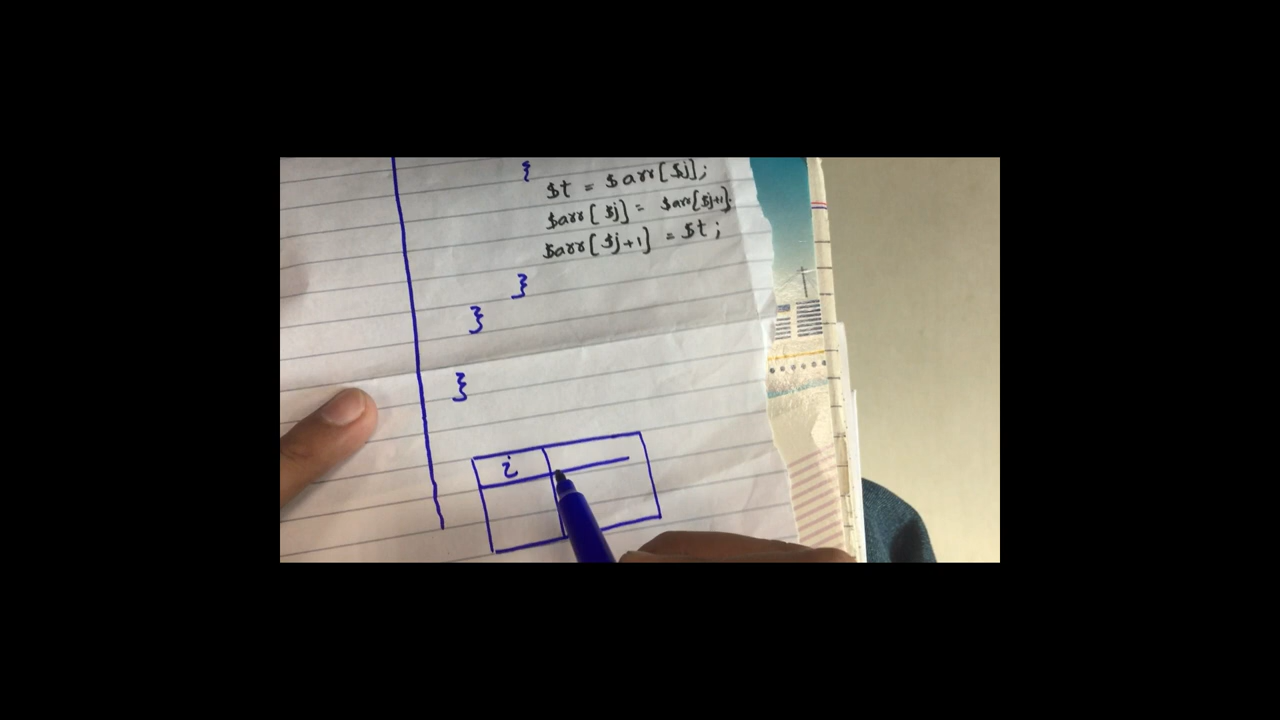 {
$t = $arr[$j];
$arr[$j] = $arr[$j+1];
$arr[$j+1] = $t;
}
}
}
i